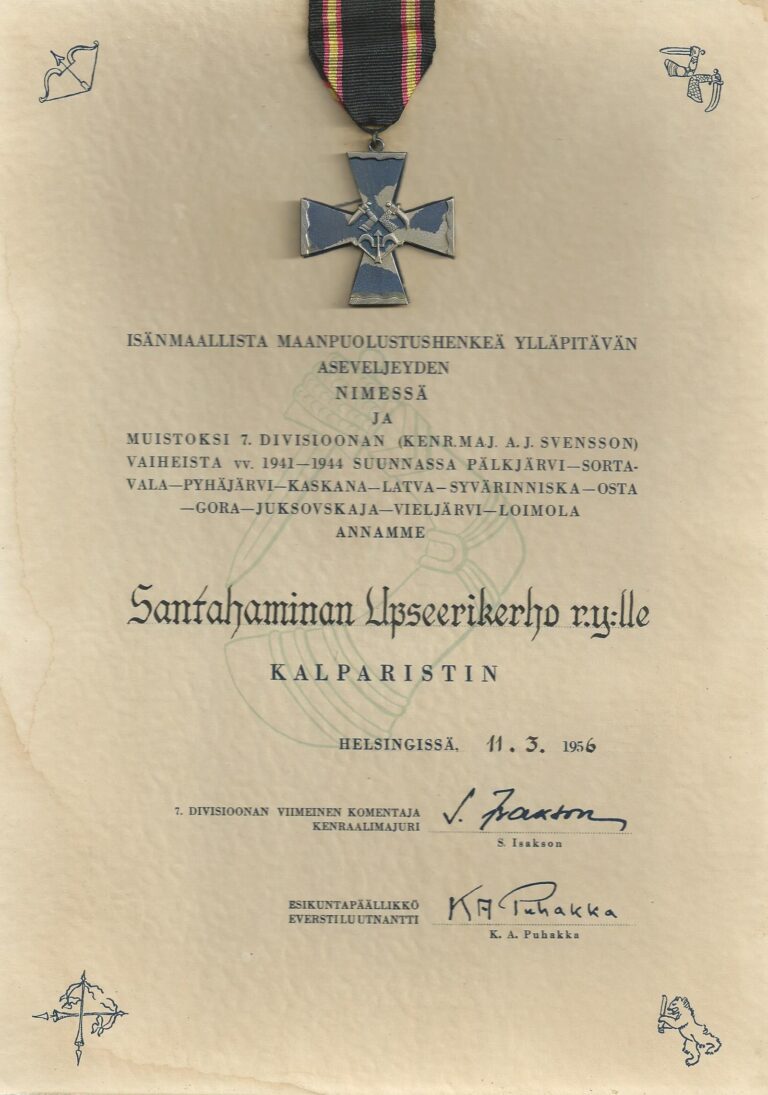 ISÄNMAALLISTA MAANPUOLUSTUSHENKEÄ YLLÄPITÄVÄN
ASEVELJEYDEN
NIMESSÄ
JA
MUISTOKSI 7. DIVISIOONAN (KENR.MAJ. A. J. SVENSSON)
VAIHEISTA vv. 1941—1944 SUUNNASSA PÄLKJÄRVI—SORTA-
VALA—PYHÄJÄRVI—KASKANA—LATVA—SYVÄRINNISKA—OSTA
—GORA—JUKSOVSKAJA—VIELJÄRVI—LOIMOLA
ANNAMME
Santahaminan Upseerikerho r.y:lle
KALPARISTIN
HELSINGISSÄ, 11. 3. 1956
7. DIVISIOONAN VIIMEINEN KOMENTAJA
KENRAALIMAJURI
S. Isakson
S. Isakson
ESIKUNTAPÄÄLLIKKÖ
EVERSTILUUTNANTTI
KA Puhakka
K. A. Puhakka